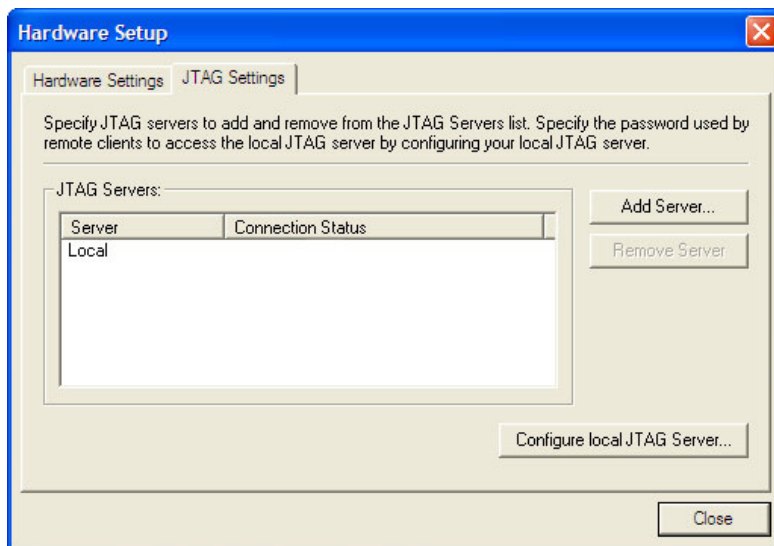 Hardware Setup
Hardware Settings
JTAG Settings
Specify JTAG servers to add and remove from the JTAG Servers list. Specify the password used by
remote clients to access the local JTAG server by configuring your local JTAG server.
JTAG Servers:
Server
Connection Status
Local
Add Server...
Remove Server
Configure local JTAG Server...
Close